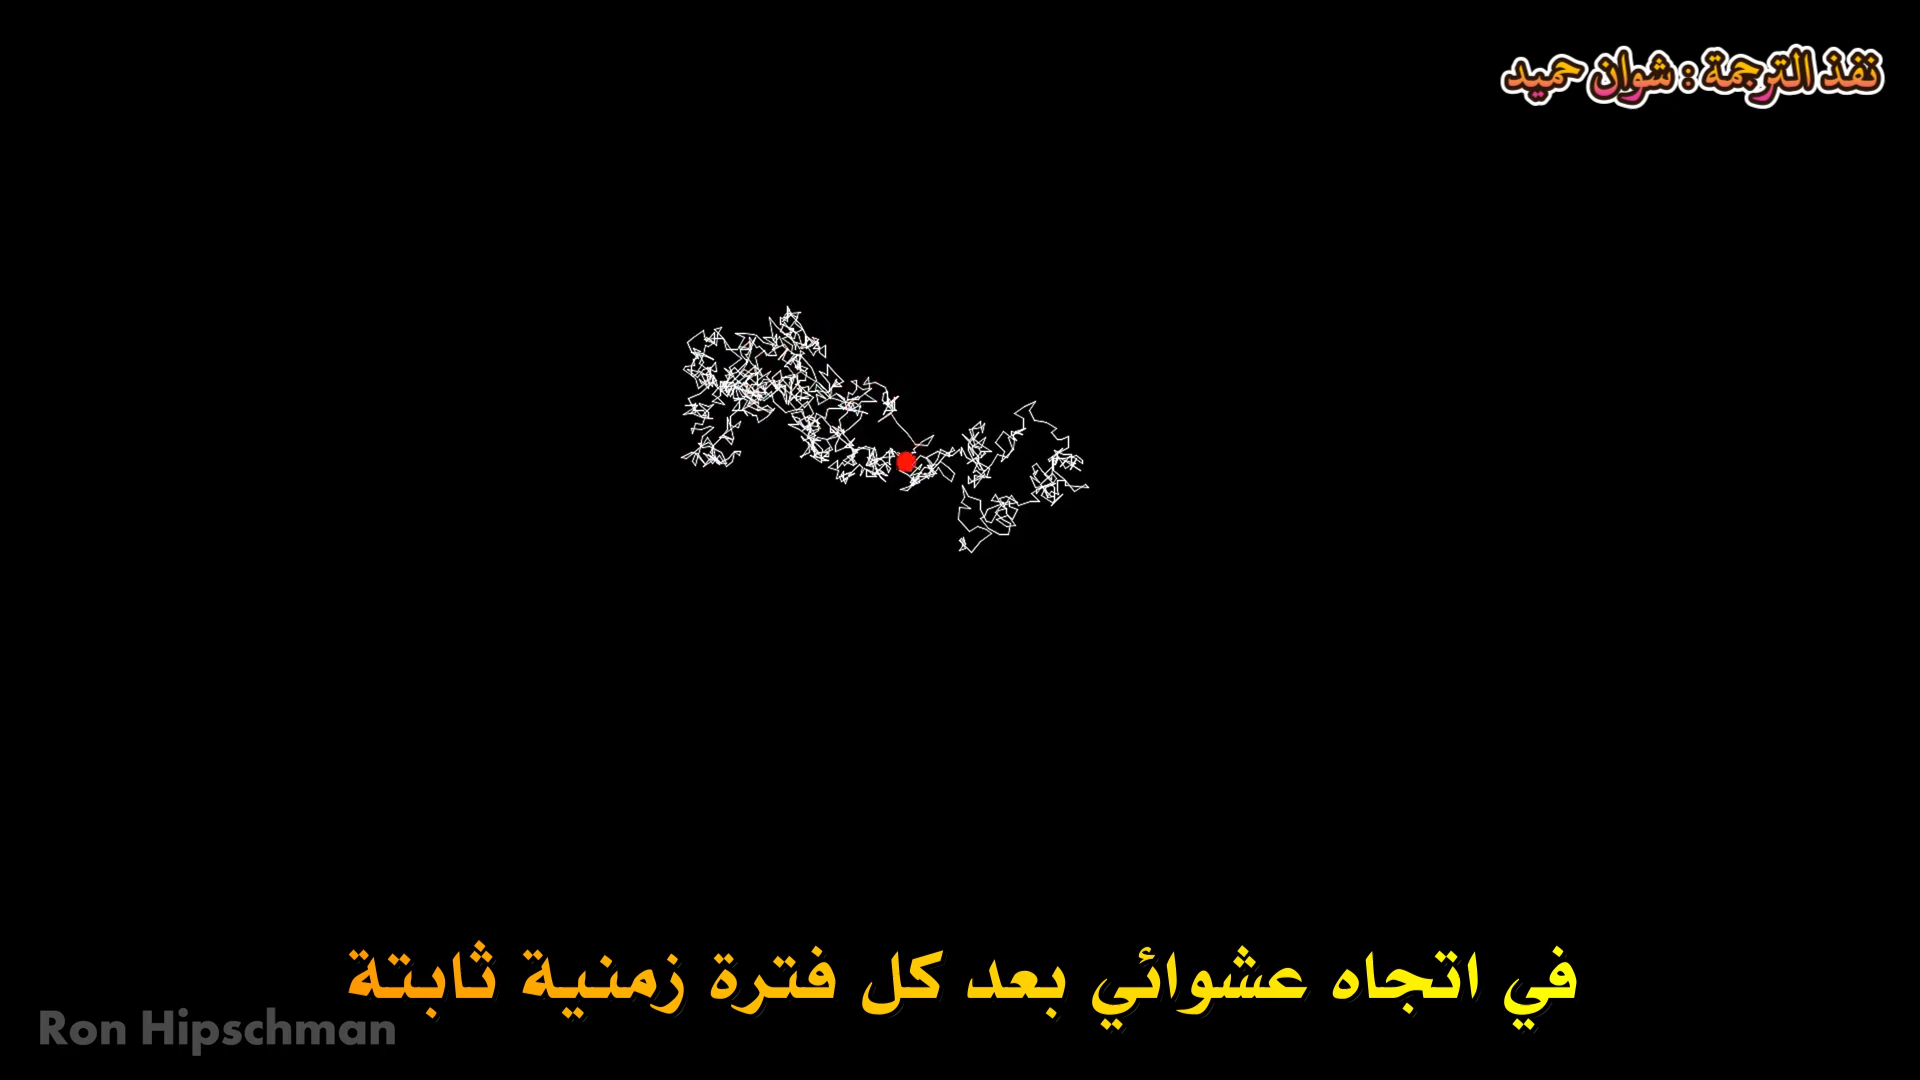 نفذ الترجمة : شوان حميد
في اتجاه عشوائي بعد كل فترة زمنية ثابتة
Ron Hipschman